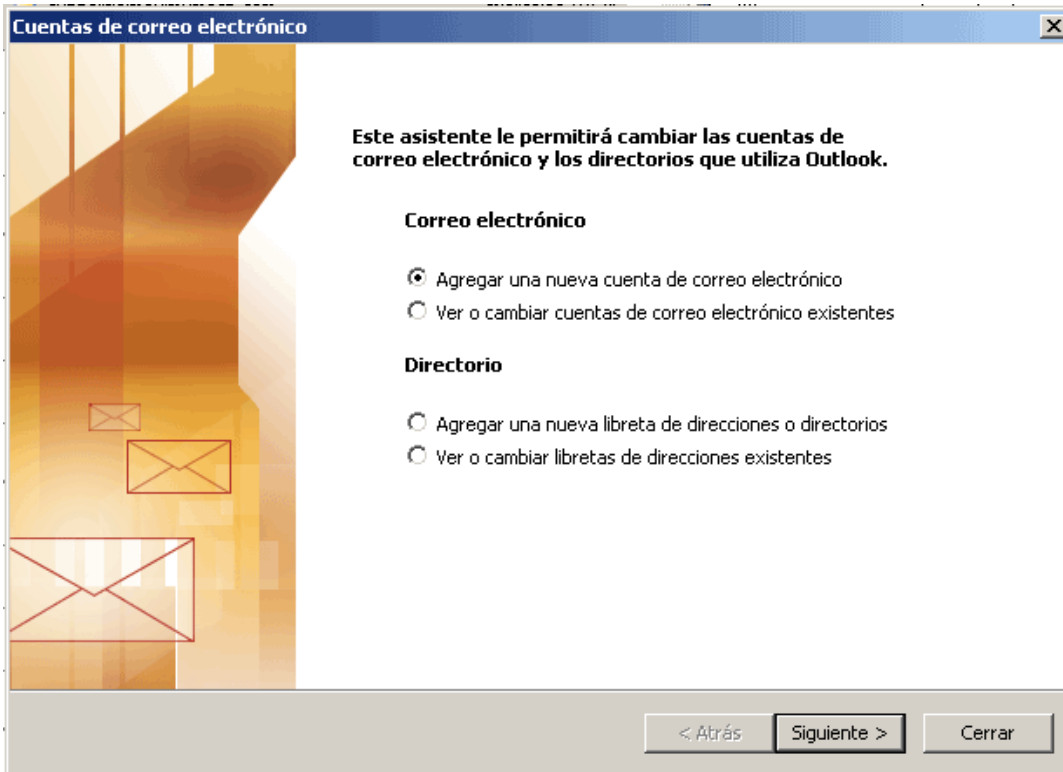 Cuentas de correo electrónico
Este asistente le permitirá cambiar las cuentas de
correo electrónico y los directorios que utiliza Outlook.
Correo electrónico
Agregar una nueva cuenta de correo electrónico
Ver o cambiar cuentas de correo electrónico existentes
Directorio
Agregar una nueva libreta de direcciones o directorios
Ver o cambiar libretas de direcciones existentes
< Atrás
Siguiente >
Cerrar